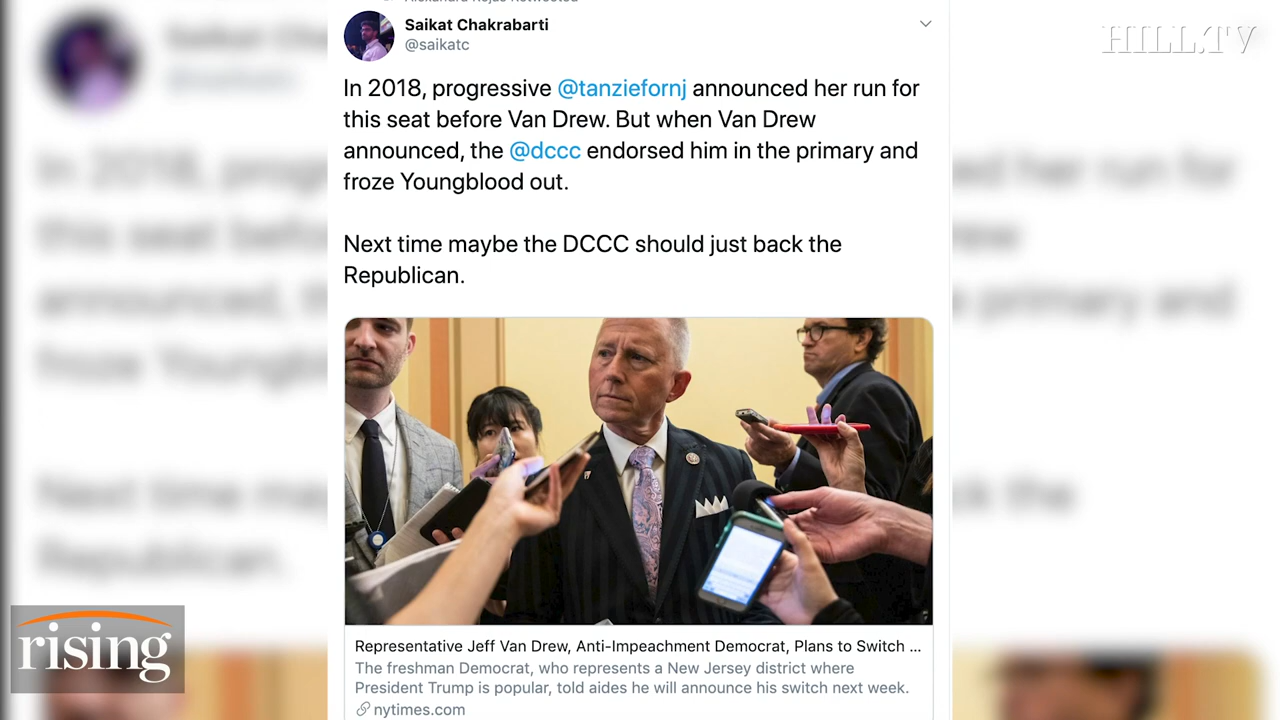 Saikat Chakrabarti
@saikatc
HILL.TV
In 2018, progressive @tanziefornj announced her run for
this seat before Van Drew. But when Van Drew
announced, the @dccc endorsed him in the primary and
froze Youngblood out.
Next time maybe the DCCC should just back the
Republican.
Representative Jeff Van Drew, Anti-Impeachment Democrat, Plans to Switch ...
The freshman Democrat, who represents a New Jersey district where
President Trump is popular, told aides he will announce his switch next week.
nytimes.com
rising